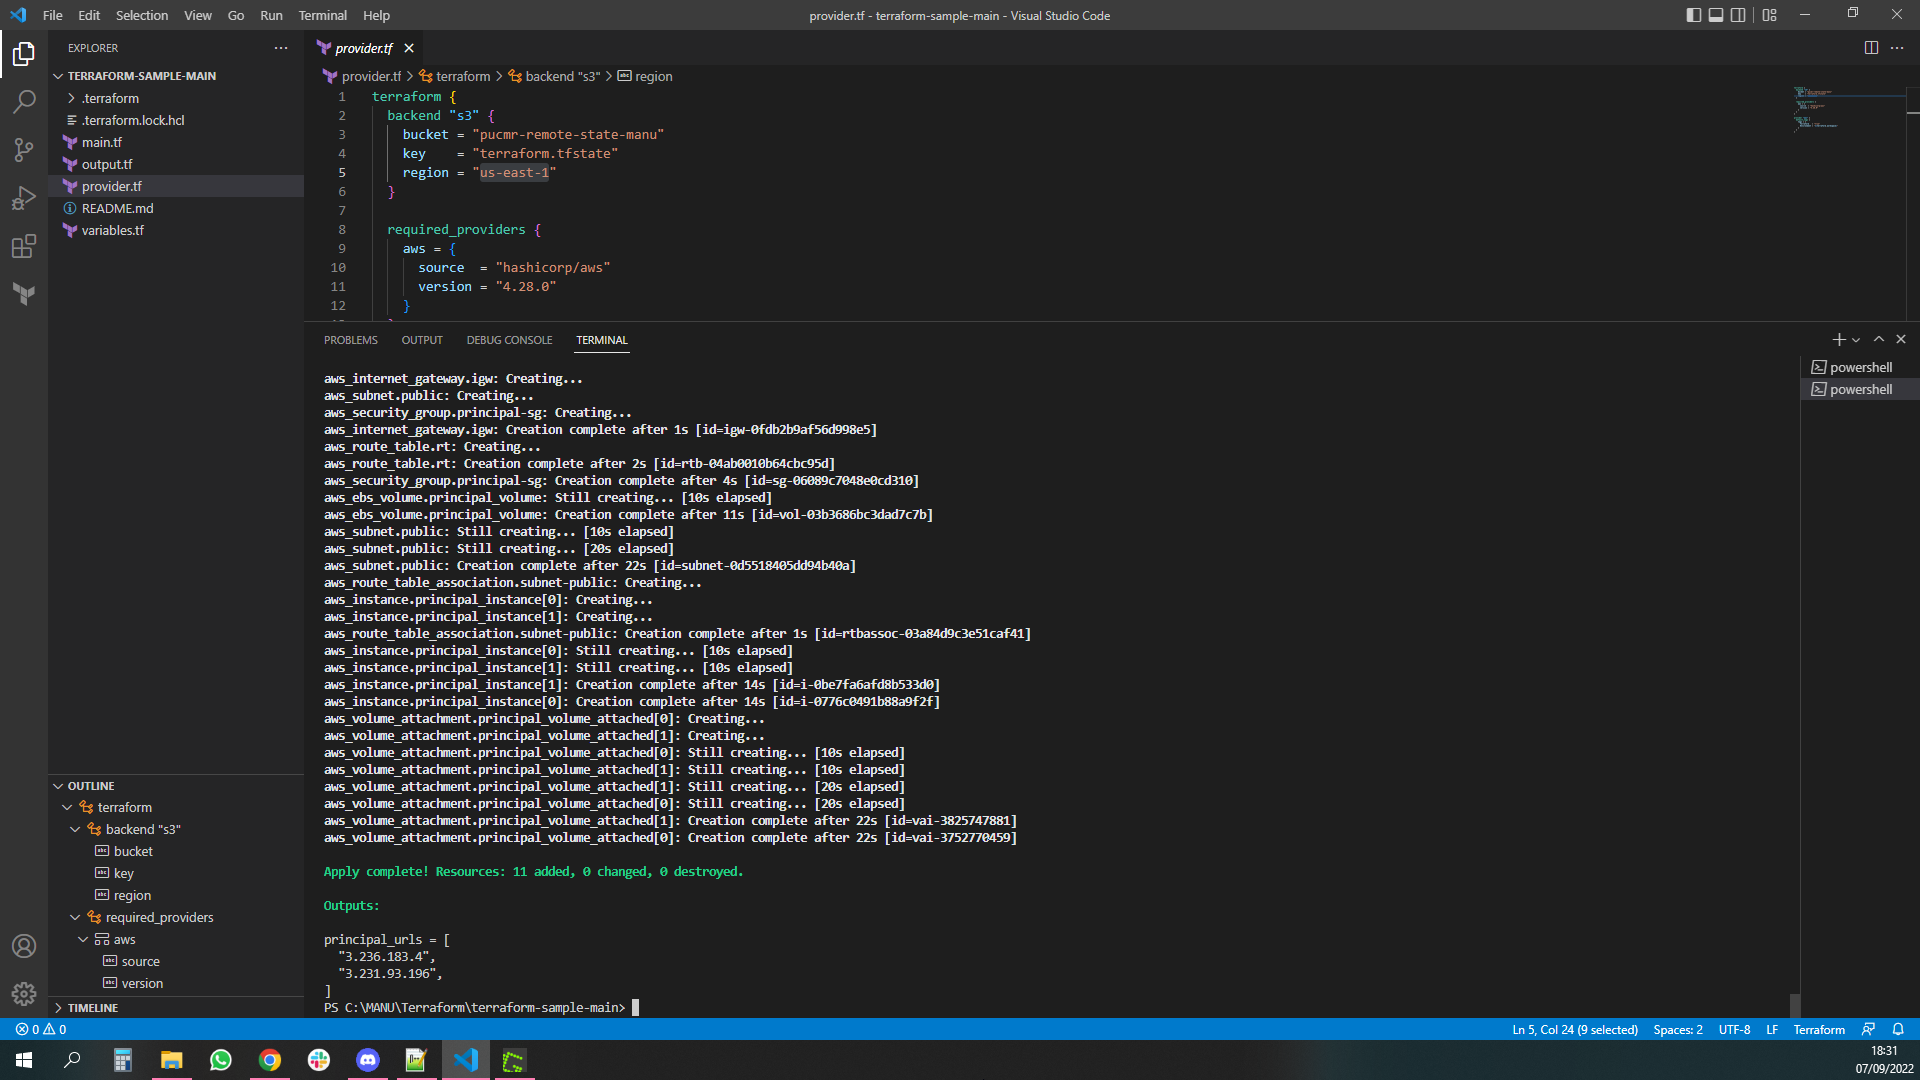 File Edit Selection View Go Run Terminal Help
provider.tf - terraform-sample-main - Visual Studio Code
EXPLORER
TERRAFORM-SAMPLE-MAIN
.terraform
.terraform.lock.hcl
main.tf
output.tf
provider.tf
README.md
variables.tf
OUTLINE
terraform
backend "s3"
bucket
key
region
required_providers
aws
source
version
TIMELINE
provider.tf
provider.tf > terraform > backend "s3" > region
1 terraform {
2 backend "s3" {
3 bucket = "pucmr-remote-state-manu"
4 key = "terraform.tfstate"
5 region = "us-east-1"
6 }
7
8 required_providers {
9 aws = {
10 source = "hashicorp/aws"
11 version = "4.28.0"
12 }
PROBLEMS OUTPUT DEBUG CONSOLE TERMINAL
powershell
powershell
aws_internet_gateway.igw: Creating...
aws_subnet.public: Creating...
aws_security_group.principal-sg: Creating...
aws_internet_gateway.igw: Creation complete after 1s [id=igw-0fdb2b9af56d998e5]
aws_route_table.rt: Creating...
aws_route_table.rt: Creation complete after 2s [id=rtb-04ab0010b64cbc95d]
aws_security_group.principal-sg: Creation complete after 4s [id=sg-06089c7048e0cd310]
aws_ebs_volume.principal_volume: Still creating... [10s elapsed]
aws_ebs_volume.principal_volume: Creation complete after 11s [id=vol-03b3686bc3dad7c7b]
aws_subnet.public: Still creating... [10s elapsed]
aws_subnet.public: Still creating... [20s elapsed]
aws_subnet.public: Creation complete after 22s [id=subnet-0d5518405dd94b40a]
aws_route_table_association.subnet-public: Creating...
aws_instance.principal_instance[0]: Creating...
aws_instance.principal_instance[1]: Creating...
aws_route_table_association.subnet-public: Creation complete after 1s [id=rtbassoc-03a84d9c3e51caf41]
aws_instance.principal_instance[0]: Still creating... [10s elapsed]
aws_instance.principal_instance[1]: Still creating... [10s elapsed]
aws_instance.principal_instance[1]: Creation complete after 14s [id=i-0be7fa6afd8b533d0]
aws_instance.principal_instance[0]: Creation complete after 14s [id=i-0776c0491b88a9f2f]
aws_volume_attachment.principal_volume_attached[0]: Creating...
aws_volume_attachment.principal_volume_attached[1]: Creating...
aws_volume_attachment.principal_volume_attached[0]: Still creating... [10s elapsed]
aws_volume_attachment.principal_volume_attached[1]: Still creating... [10s elapsed]
aws_volume_attachment.principal_volume_attached[1]: Still creating... [20s elapsed]
aws_volume_attachment.principal_volume_attached[0]: Still creating... [20s elapsed]
aws_volume_attachment.principal_volume_attached[1]: Creation complete after 22s [id=vai-3825747881]
aws_volume_attachment.principal_volume_attached[0]: Creation complete after 22s [id=vai-3752770459]
Apply complete! Resources: 11 added, 0 changed, 0 destroyed.
Outputs:
principal_urls = [
"3.236.183.4",
"3.231.93.196",
]
PS C:\MANU\Terraform\terraform-sample-main>
0 0
Ln 5, Col 24 (9 selected) Spaces: 2 UTF-8 LF Terraform
18:31
07/09/2022